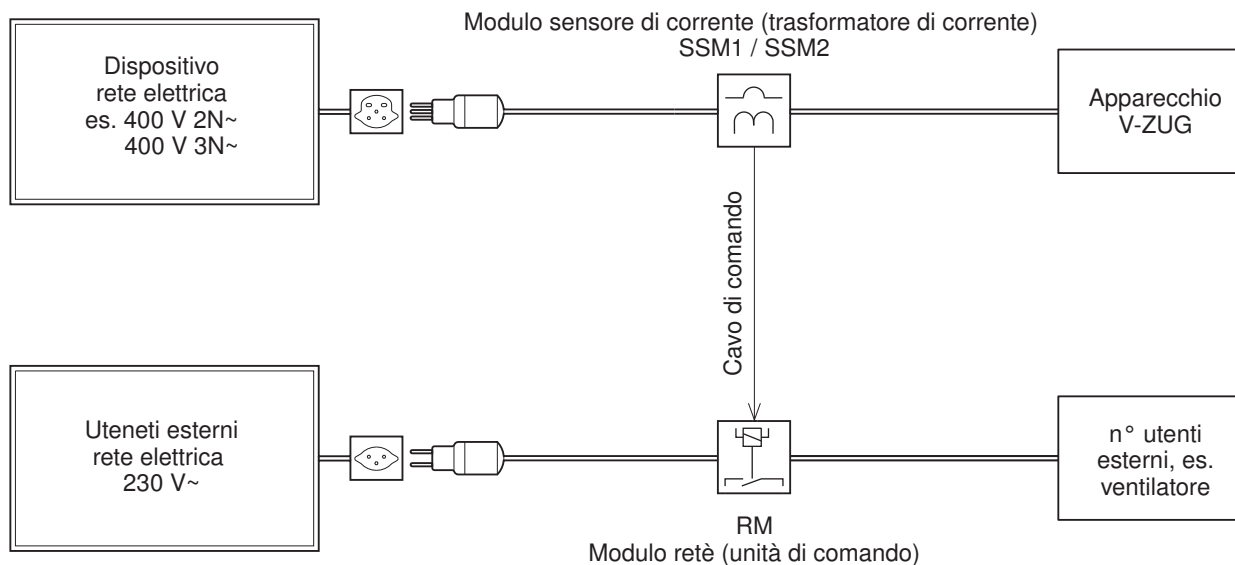 Modulo sensore di corrente (trasformatore di corrente)
SSM1 / SSM2
Dispositivo
rete elettrica
es. 400 V 2N~
400 V 3N~
Apparecchio
V-ZUG
Cavo di comando
Uteneti esterni
rete elettrica
230 V~
n° utenti
esterni, es.
ventilatore
RM
Modulo retè (unità di comando)